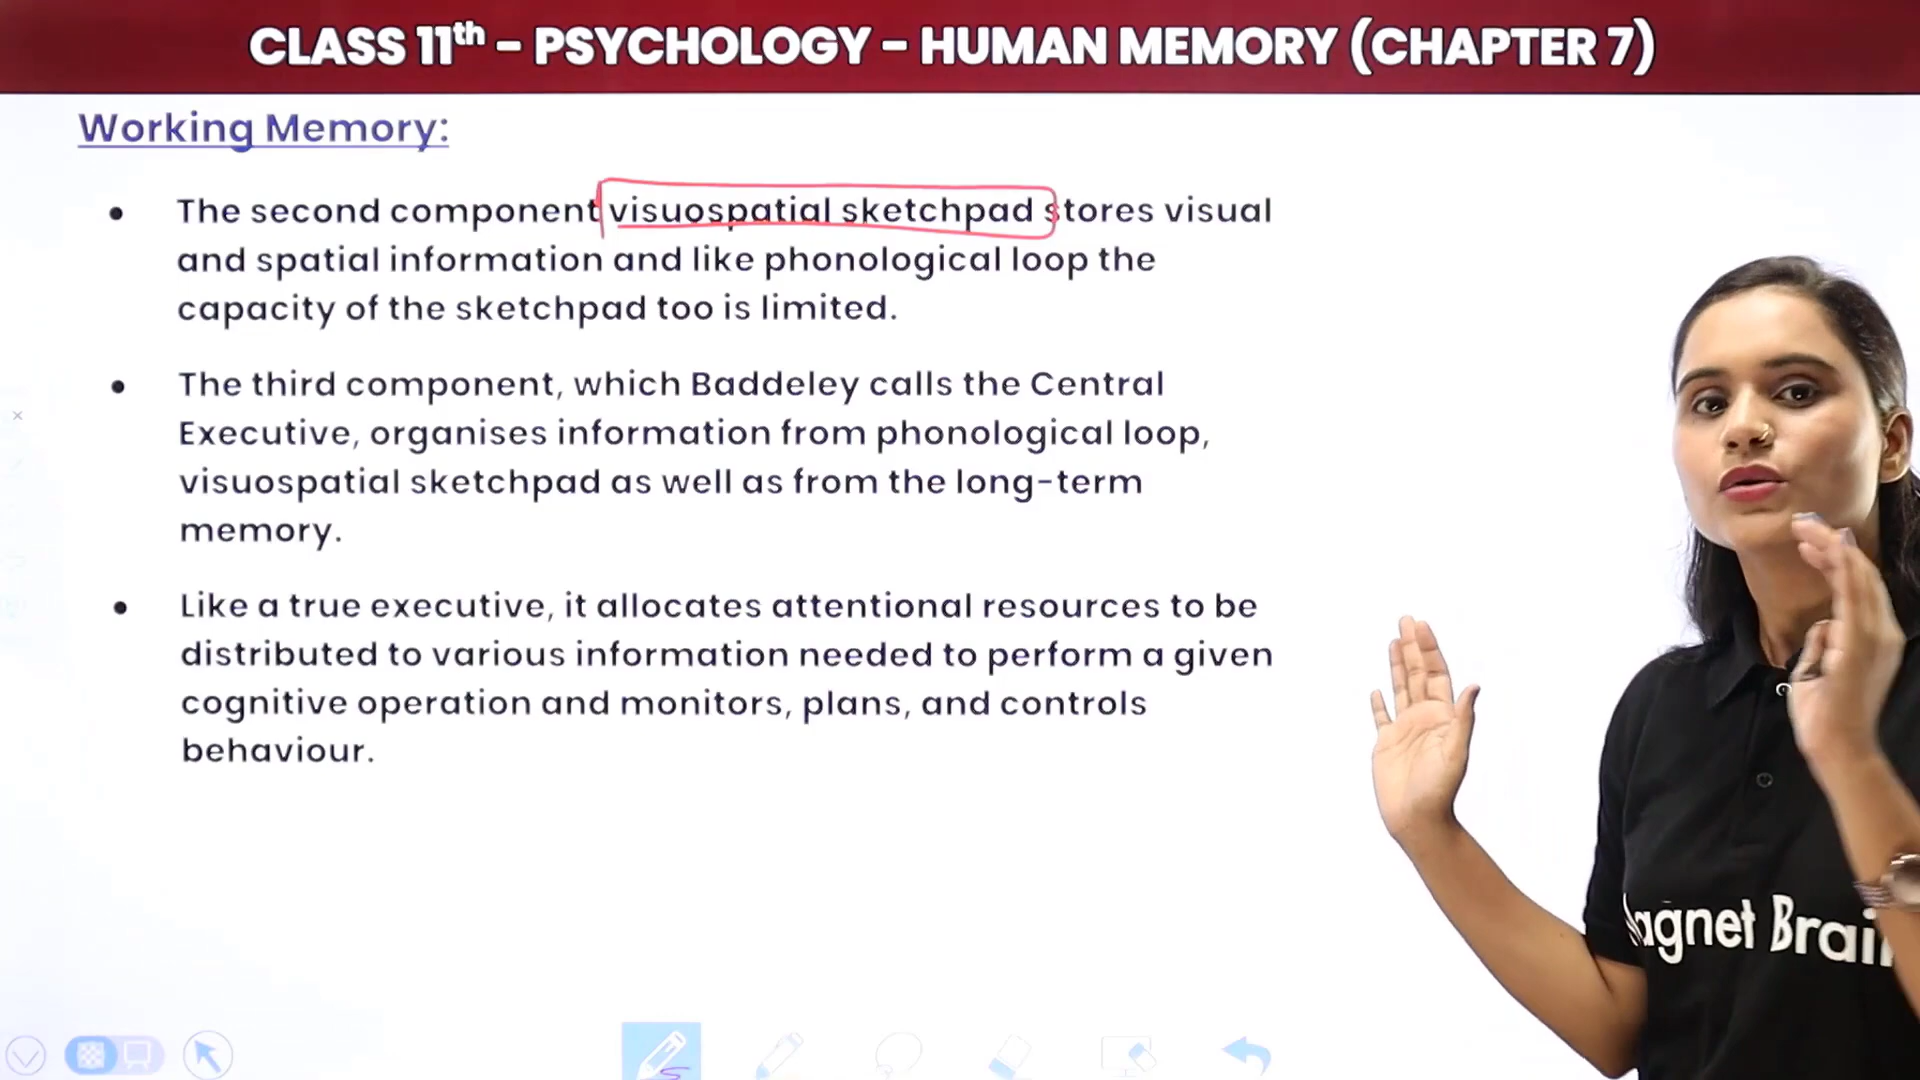 CLASS 11th – PSYCHOLOGY – HUMAN MEMORY (CHAPTER 7)
Working Memory:
• The second component visuospatial sketchpad stores visual
and spatial information and like phonological loop the
capacity of the sketchpad too is limited.
• The third component, which Baddeley calls the Central
Executive, organises information from phonological loop,
visuospatial sketchpad as well as from the long-term
memory.
• Like a true executive, it allocates attentional resources to be
distributed to various information needed to perform a given
cognitive operation and monitors, plans, and controls
behaviour.